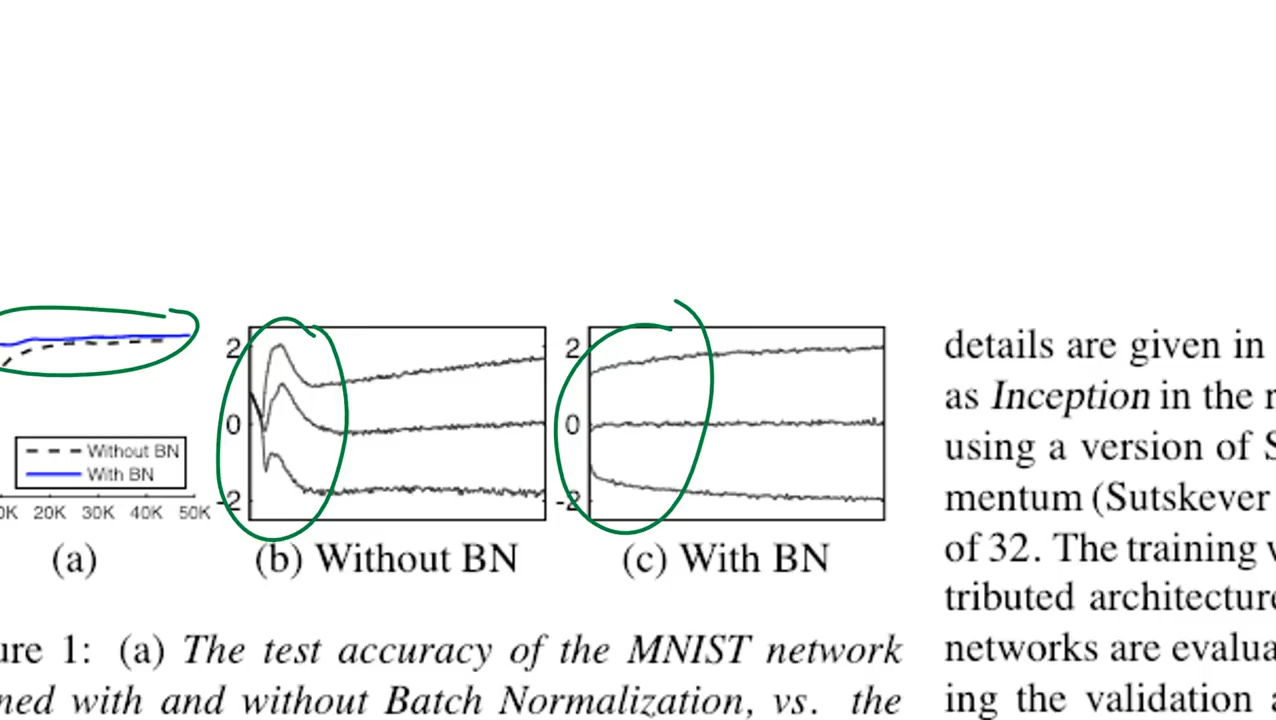 2
0
-2
2
0
-2
Without BN
With BN
0K 20K 30K 40K 50K
(a)
(b) Without BN
(c) With BN
ure 1: (a) The test accuracy of the MNIST network
ned with and without Batch Normalization, vs. the
details are given in
as Inception in the r
using a version of S
mentum (Sutskever
of 32. The training v
tributed architecture
networks are evalua
ing the validation a